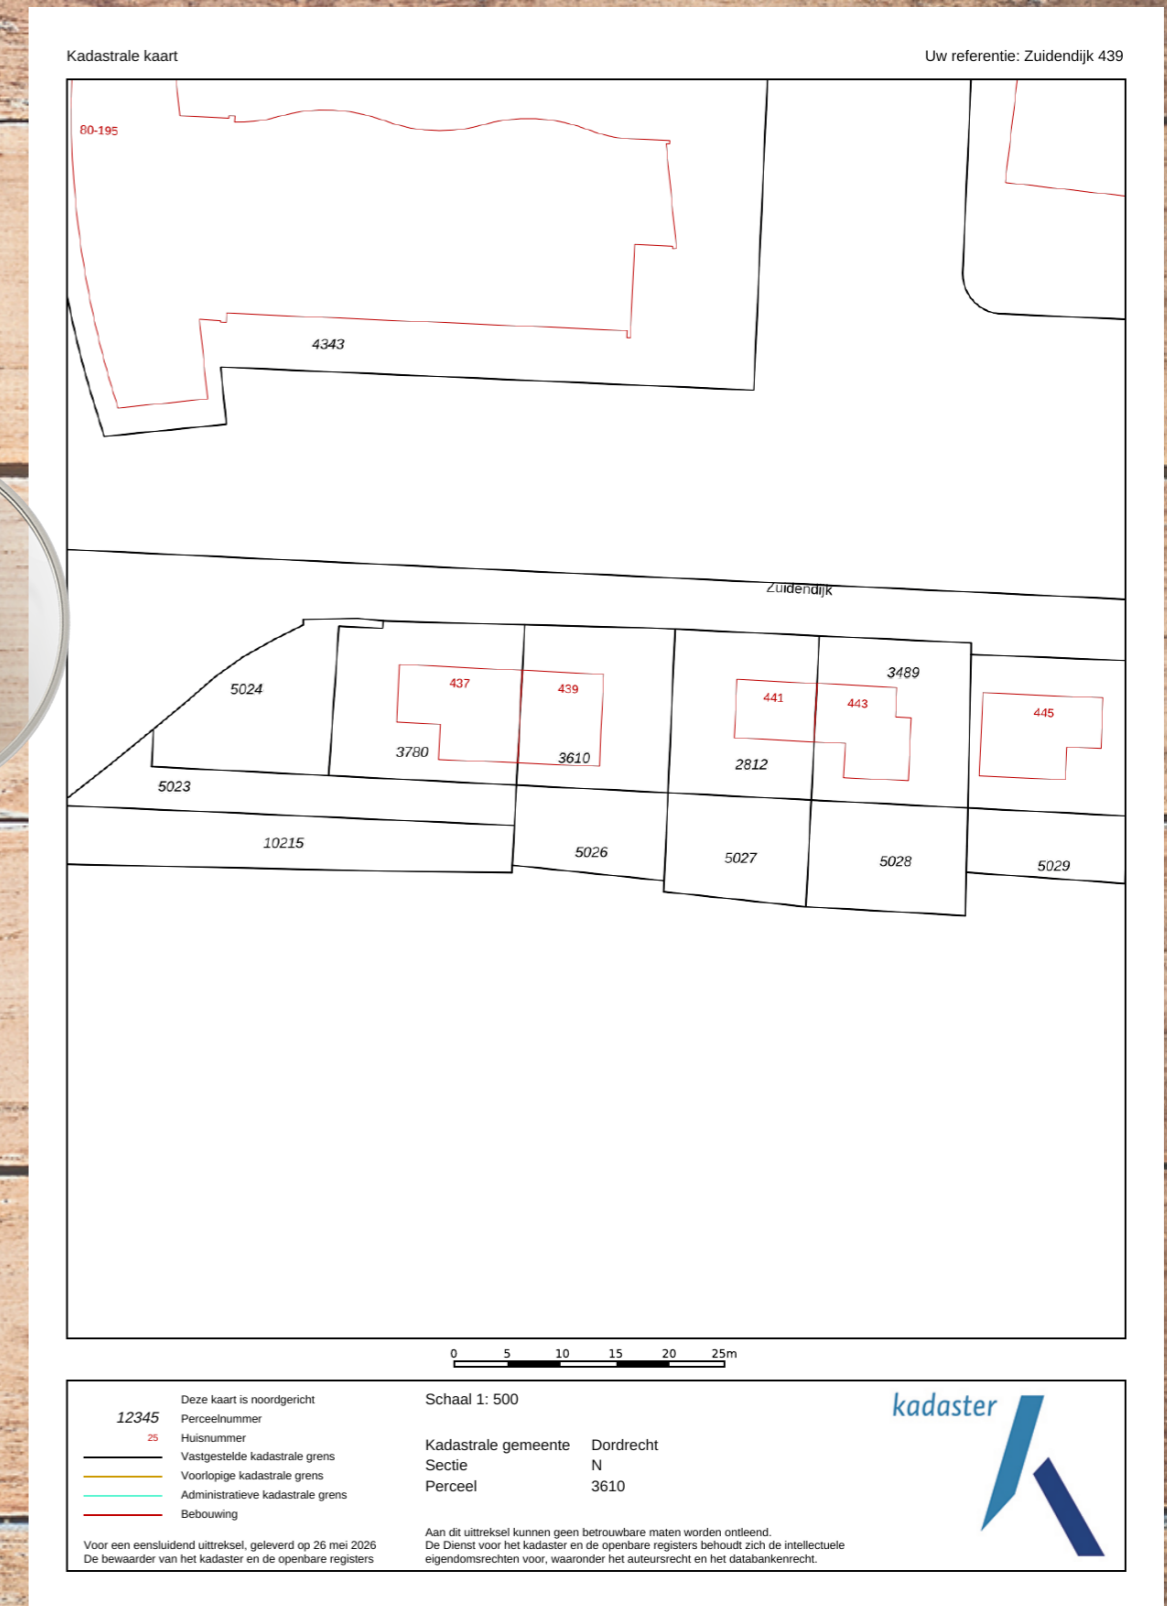 Kadastrale kaart
Uw referentie: Zuidendijk 439
80-195
4343
Zuidendijk
3489
5024
437
439
441
443
445
3780
3610
2812
5023
10215
5026
5027
5028
5029
0 5 10 15 20 25m
Deze kaart is noordgericht
12345 Perceelnummer
25 Huisnummer
Vastgestelde kadastrale grens
Voorlopige kadastrale grens
Administratieve kadastrale grens
Bebouwing
Voor een eensluidend uittreksel, geleverd op 26 mei 2026
De bewaarder van het kadaster en de openbare registers
Schaal 1: 500
Kadastrale gemeente Dordrecht
Sectie N
Perceel 3610
Aan dit uittreksel kunnen geen betrouwbare maten worden ontleend.
De Dienst voor het kadaster en de openbare registers behoudt zich de intellectuele
eigendomsrechten voor, waaronder het auteursrecht en het databankenrecht.
kadaster